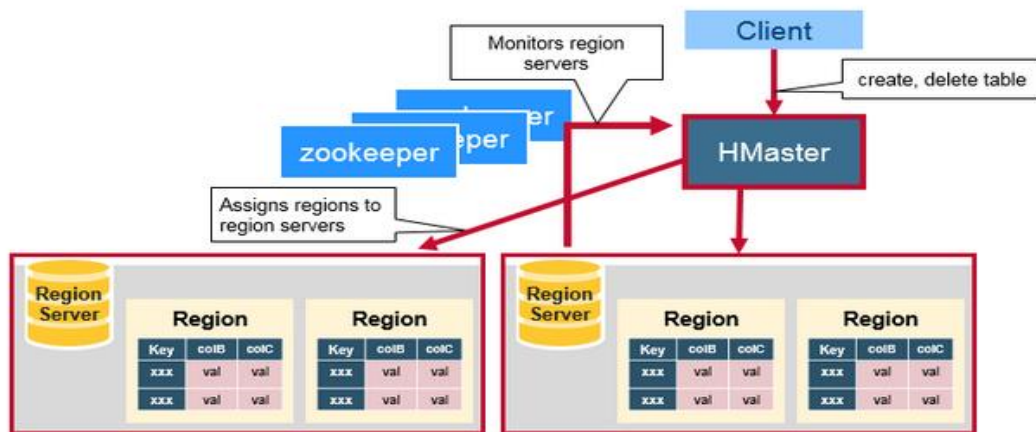 Client
Monitors region
servers
create, delete table
zookeeper
HMaster
Assigns regions to
region servers
Region
Server
Region
Key colB colC
xxx val val
xxx val val
Region
Key colB colC
xxx val val
xxx val val
Region
Server
Region
Key colB colC
xxx val val
xxx val val
Region
Key colB colC
xxx val val
xxx val val